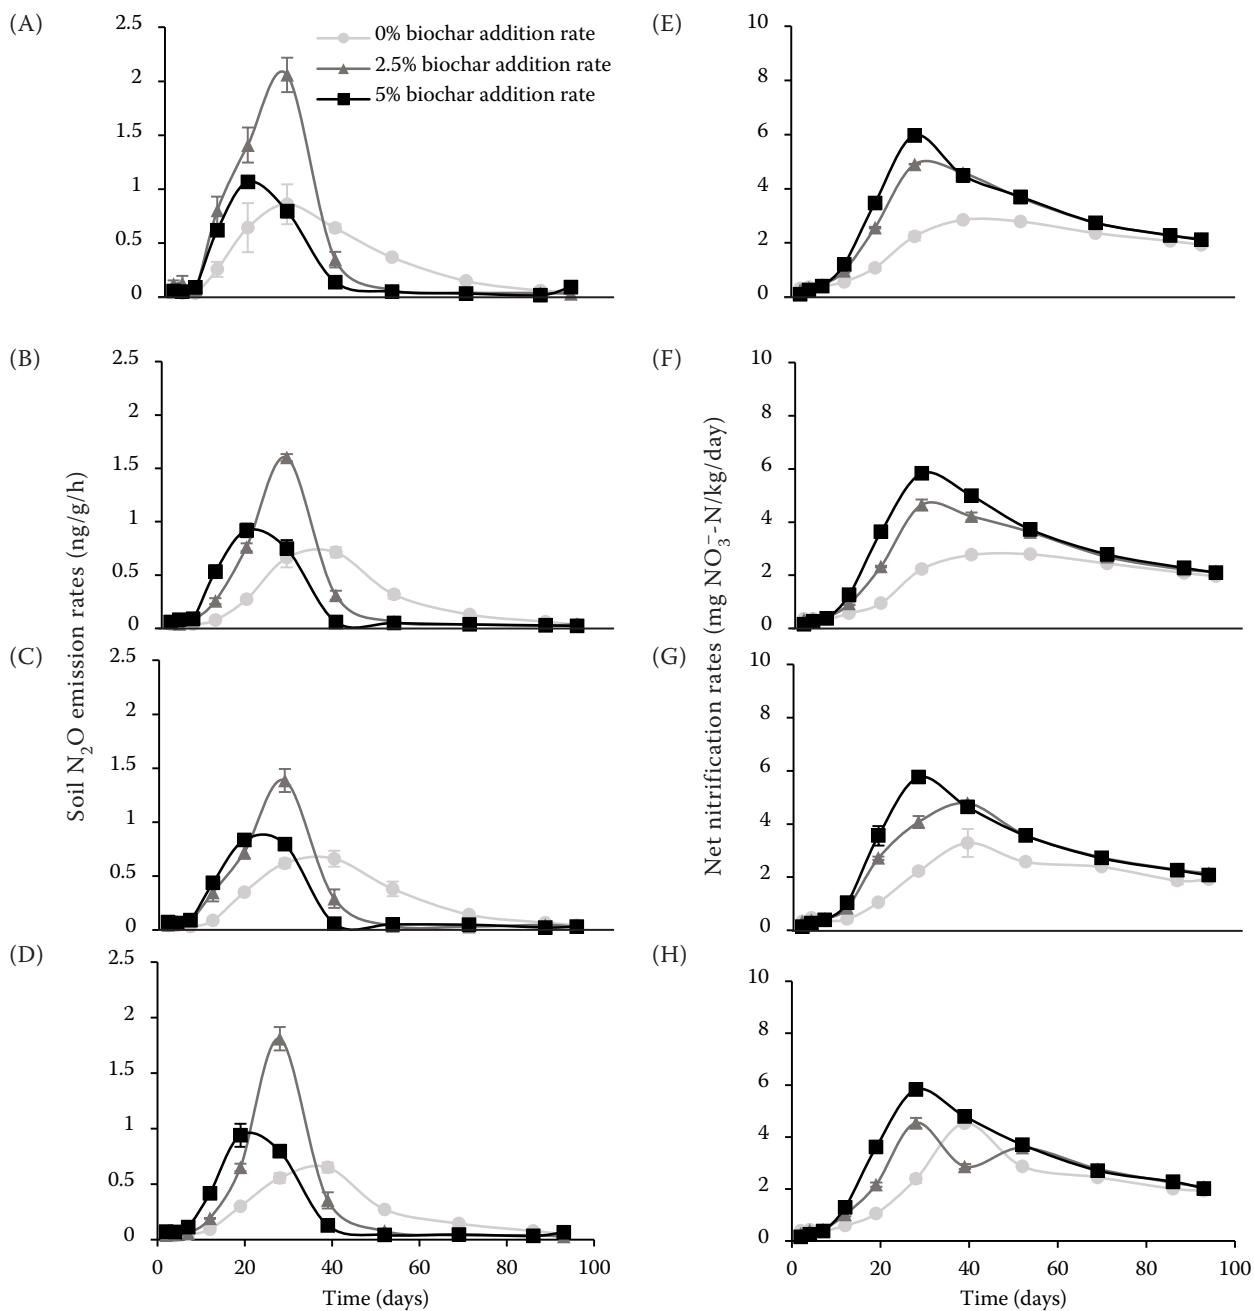 (A)
2.5
2
1.5
1
0.5
0
0% biochar addition rate
2.5% biochar addition rate
5% biochar addition rate
(E)
10
8
6
4
2
0
(B)
2.5
2
1.5
1
0.5
0
(F)
10
8
6
4
2
0
(C)
2.5
2
1.5
1
0.5
0
(G)
10
8
6
4
2
0
(D)
2.5
2
1.5
1
0.5
0
0 20 40 60 80 100
Time (days)
(H)
10
8
6
4
2
0
0 20 40 60 80 100
Time (days)
Soil N₂O emission rates (ng/g/h)
Net nitrification rates (mg NO₃⁻-N/kg/day)